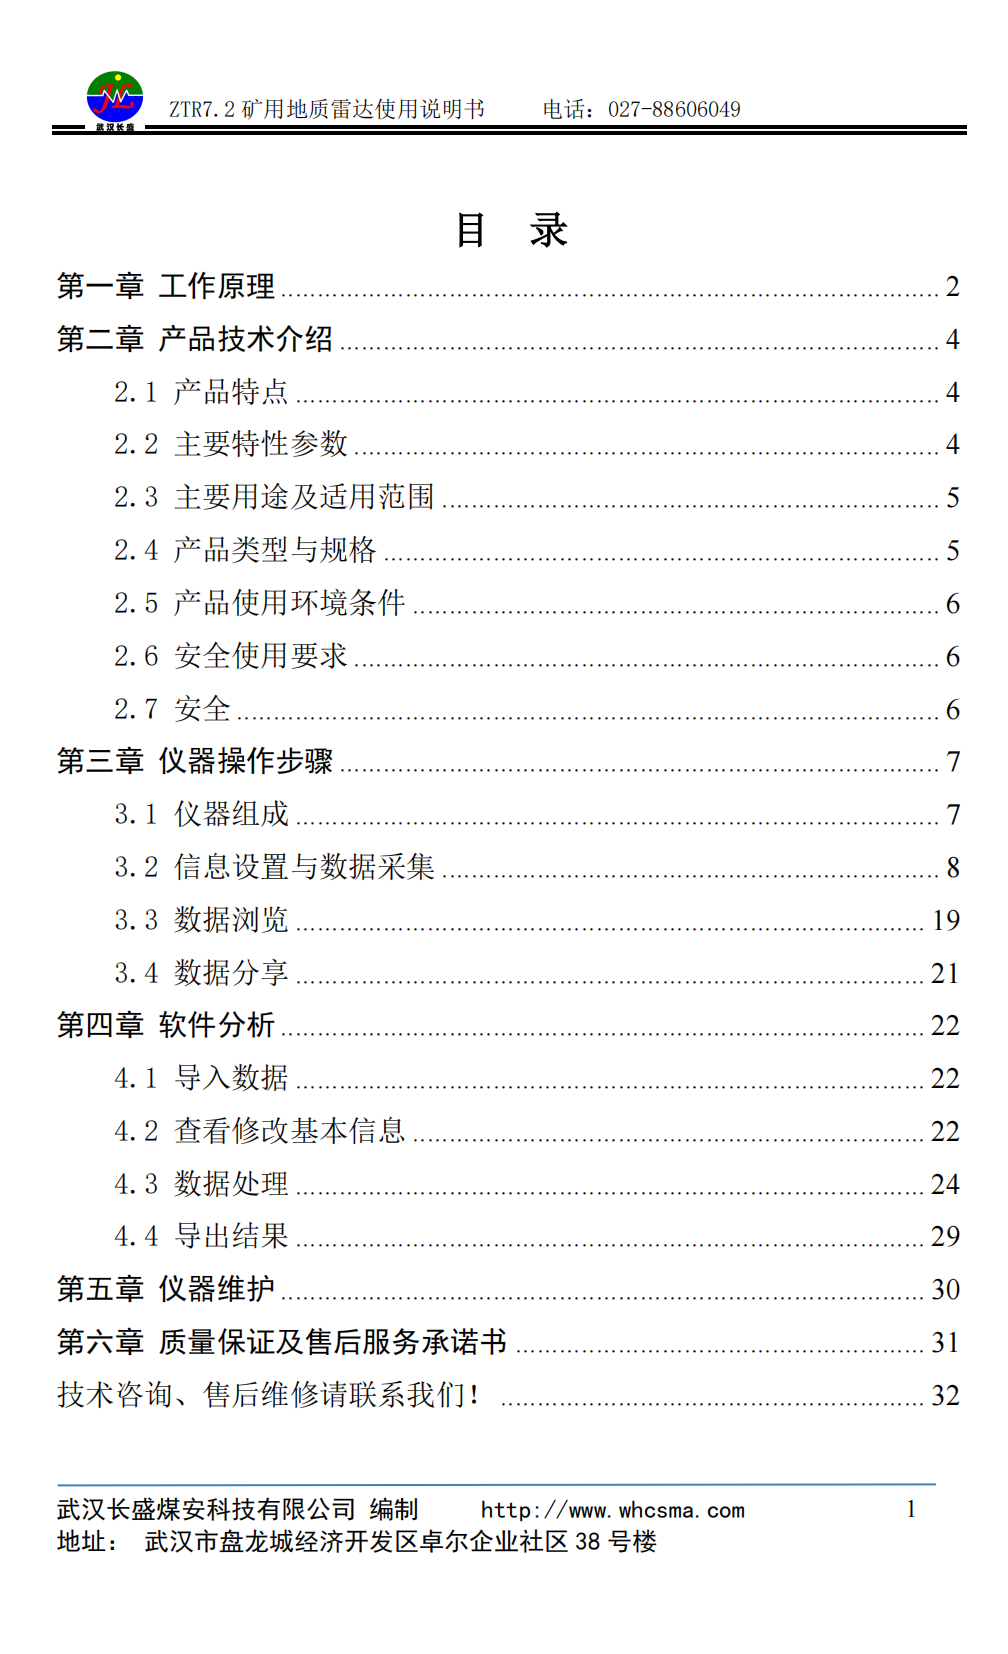 武汉长盛
ZTR7.2 矿用地质雷达使用说明书 电话：027-88606049
目 录
第一章 工作原理 2
第二章 产品技术介绍 4
2.1 产品特点 4
2.2 主要特性参数 4
2.3 主要用途及适用范围 5
2.4 产品类型与规格 5
2.5 产品使用环境条件 6
2.6 安全使用要求 6
2.7 安全 6
第三章 仪器操作步骤 7
3.1 仪器组成 7
3.2 信息设置与数据采集 8
3.3 数据浏览 19
3.4 数据分享 21
第四章 软件分析 22
4.1 导入数据 22
4.2 查看修改基本信息 22
4.3 数据处理 24
4.4 导出结果 29
第五章 仪器维护 30
第六章 质量保证及售后服务承诺书 31
技术咨询、售后维修请联系我们！ 32
武汉长盛煤安科技有限公司 编制 http://www.whcsma.com 1
地址： 武汉市盘龙城经济开发区卓尔企业社区 38 号楼